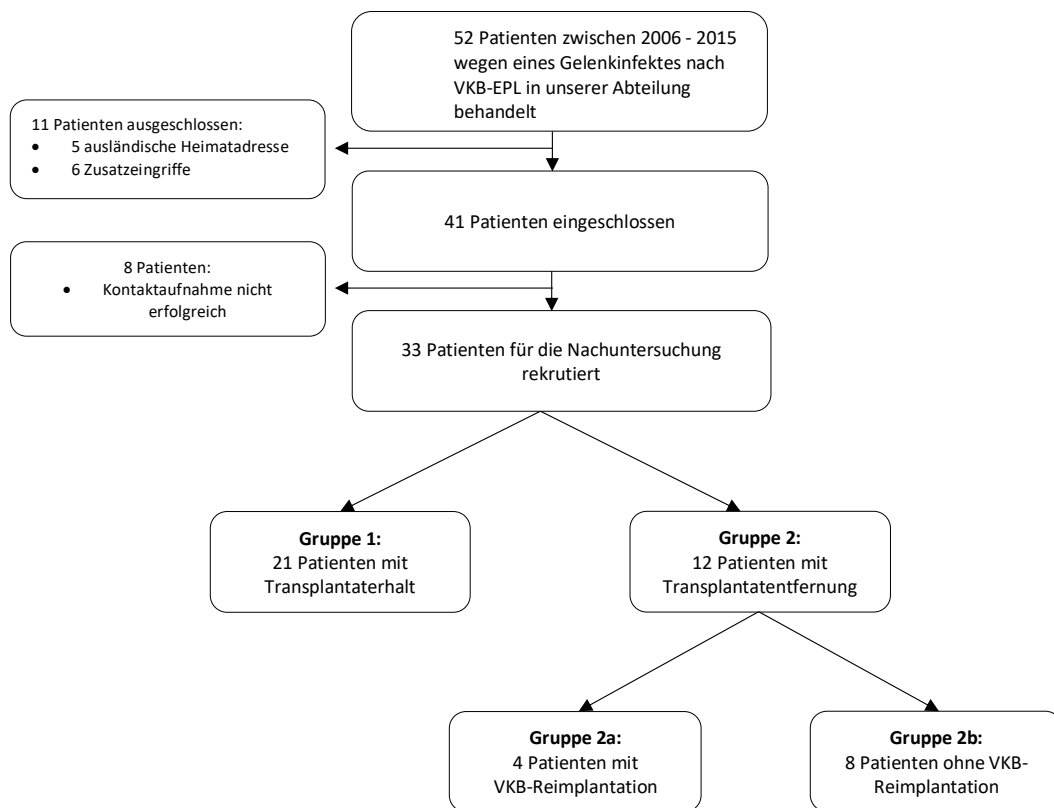 52 Patienten zwischen 2006 - 2015
wegen eines Gelenkinfektes nach
VKB-EPL in unserer Abteilung
behandelt
11 Patienten ausgeschlossen:
• 5 ausländische Heimatadresse
• 6 Zusatzeingriffe
41 Patienten eingeschlossen
8 Patienten:
• Kontaktaufnahme nicht
erfolgreich
33 Patienten für die Nachuntersuchung
rekrutiert
Gruppe 1:
21 Patienten mit
Transplantaterhalt
Gruppe 2:
12 Patienten mit
Transplantatentfernung
Gruppe 2a:
4 Patienten mit
VKB-Reimplantation
Gruppe 2b:
8 Patienten ohne VKB-
Reimplantation